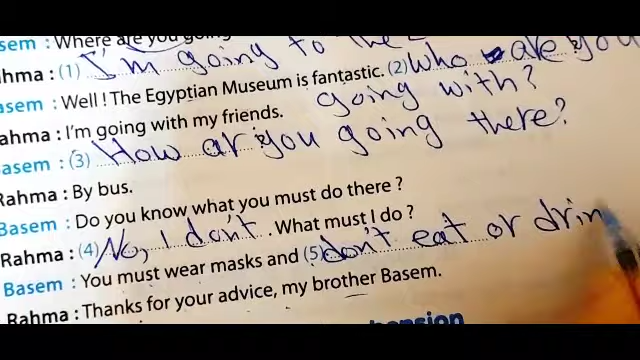 asem : Where are you going
ahma : (1) I'm going to the
asem : Well ! The Egyptian Museum is fantastic. (2) Who are you
going with?
ahma : I'm going with my friends.
Basem : (3) How ar you going there?
Rahma : By bus.
Basem : Do you know what you must do there ?
Rahma : (4) No, I don't . What must I do ?
Basem : You must wear masks and (5) don't eat or drin
Rahma : Thanks for your advice, my brother Basem.